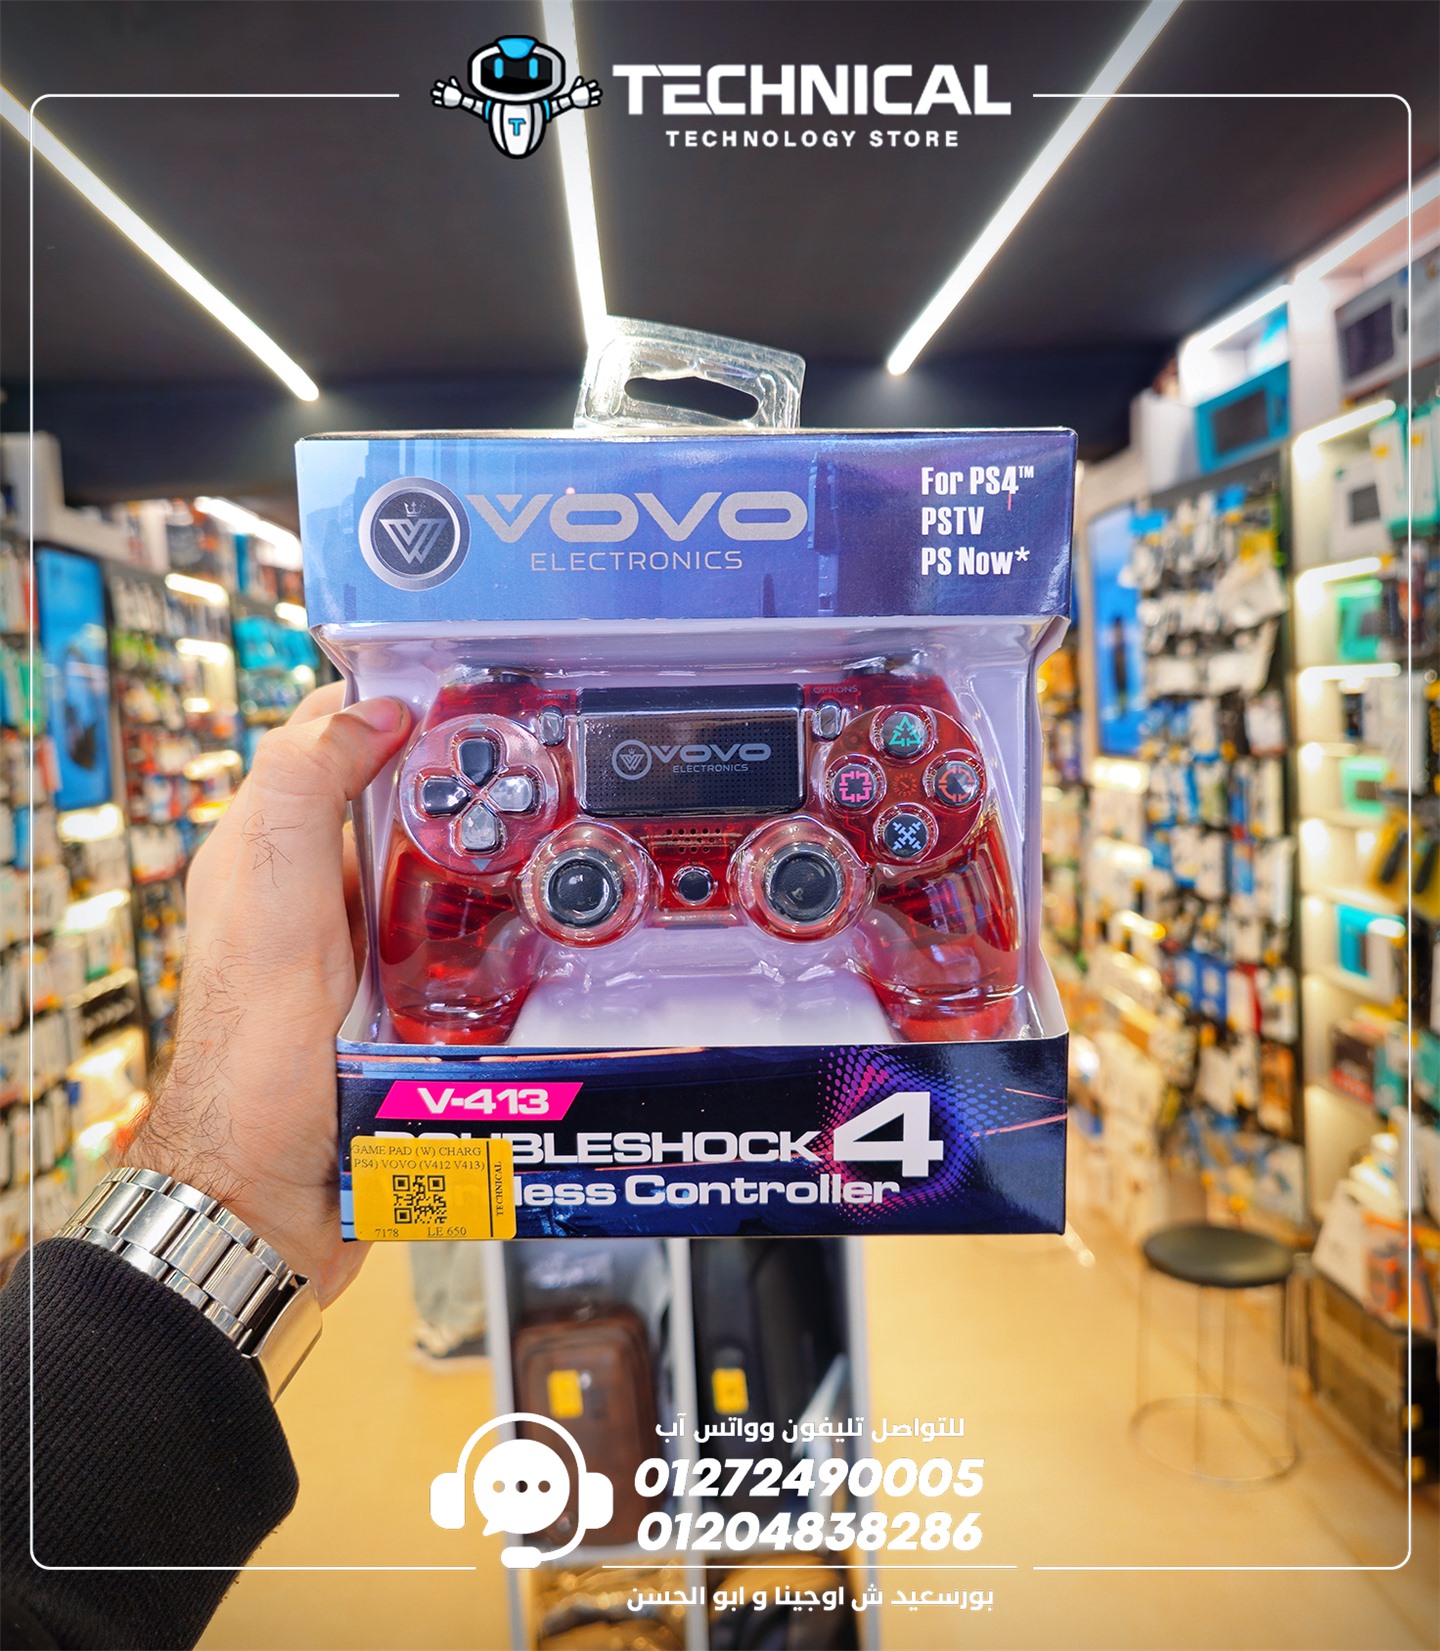 TECHNICAL
TECHNOLOGY STORE
VOVO
ELECTRONICS
For PS4™
PSTV
PS Now*
SHARE
OPTIONS
VOVO
ELECTRONICS
V-413
DOUBLESHOCK 4
less Controller
GAME PAD (W) CHARG
PS4) VOVO (V412 V413)
TECHNICAL
7178 LE 650
للتواصل تليفون وواتس آب
01272490005
01204838286
بورسعيد ش اوجينا و ابو الحسن